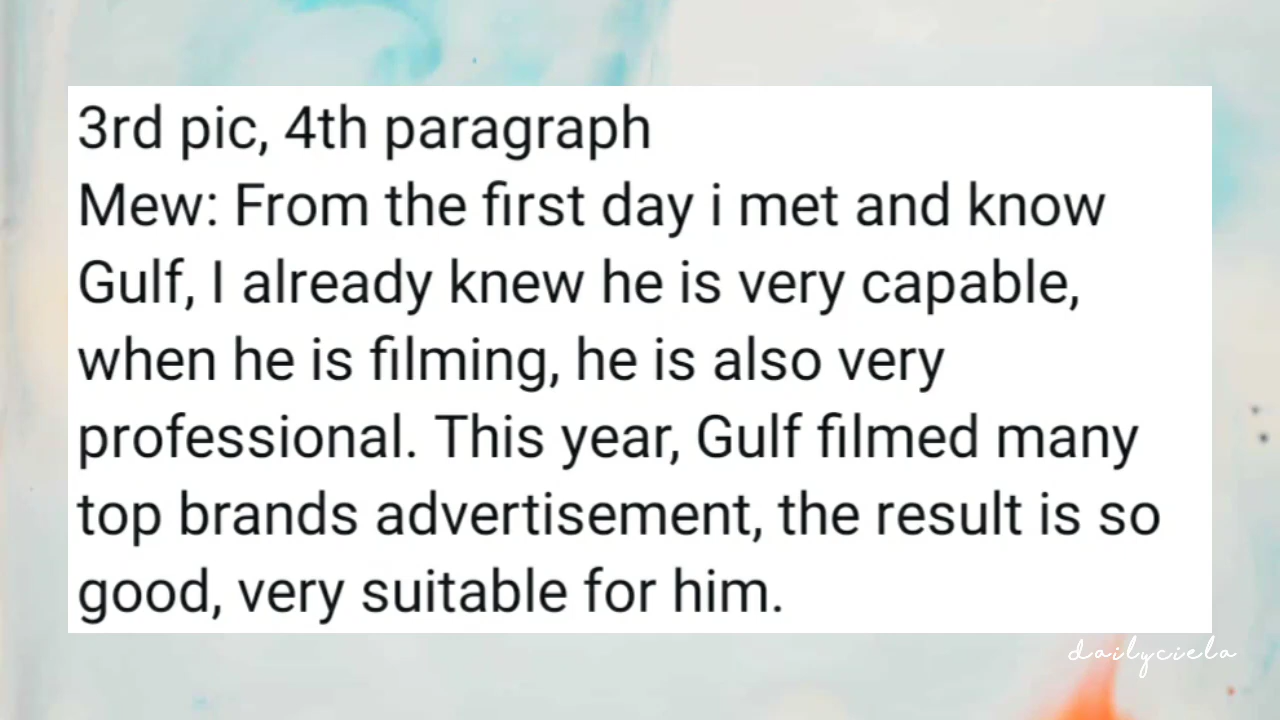 3rd pic, 4th paragraph
Mew: From the first day i met and know
Gulf, I already knew he is very capable,
when he is filming, he is also very
professional. This year, Gulf filmed many
top brands advertisement, the result is so
good, very suitable for him.
dailyciela